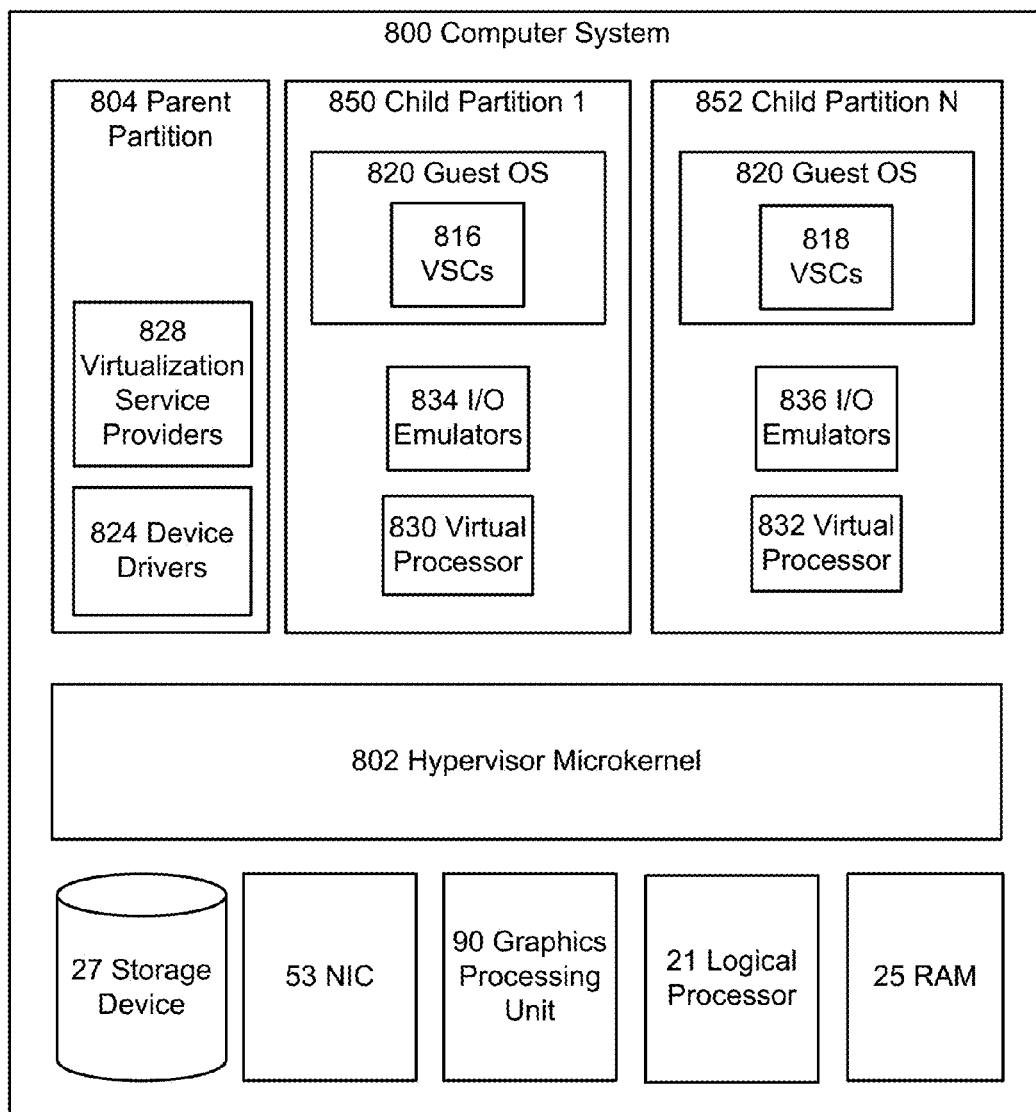 800 Computer System
804 Parent
Partition
828
Virtualization
Service
Providers
824 Device
Drivers
850 Child Partition 1
820 Guest OS
816
VSCs
834 I/O
Emulators
830 Virtual
Processor
852 Child Partition N
820 Guest OS
818
VSCs
836 I/O
Emulators
832 Virtual
Processor
802 Hypervisor Microkernel
27 Storage
Device
53 NIC
90 Graphics
Processing
Unit
21 Logical
Processor
25 RAM